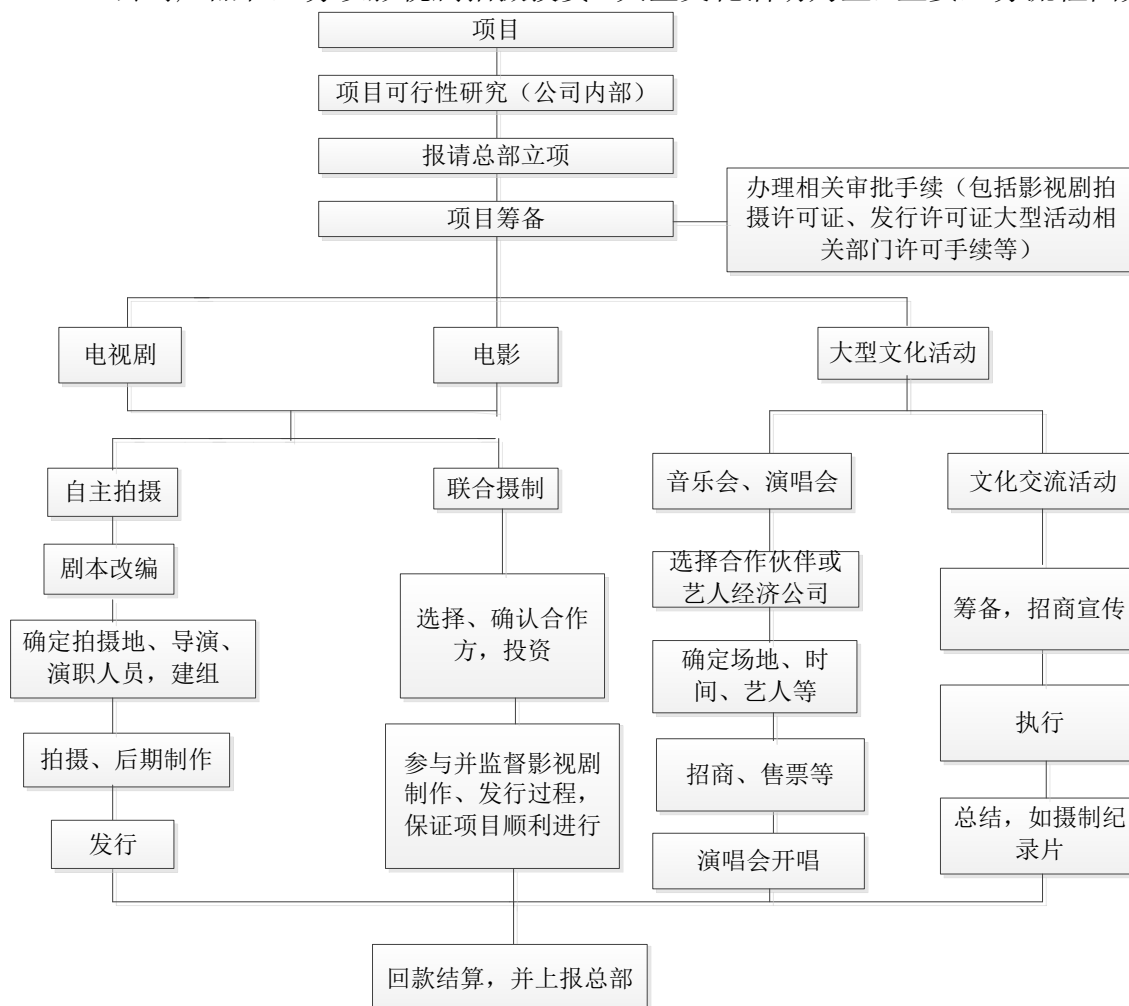 项目
项目可行性研究（公司内部）
报请总部立项
项目筹备
办理相关审批手续（包括影视剧拍
摄许可证、发行许可证大型活动相
关部门许可手续等）
电视剧
电影
大型文化活动
自主拍摄
联合摄制
音乐会、演唱会
文化交流活动
剧本改编
确定拍摄地、导演、
演职人员，建组
拍摄、后期制作
发行
选择、确认合作
方，投资
参与并监督影视剧
制作、发行过程，
保证项目顺利进行
选择合作伙伴或
艺人经济公司
确定场地、时
间、艺人等
招商、售票等
演唱会开唱
筹备，招商宣传
执行
总结，如摄制纪
录片
回款结算，并上报总部